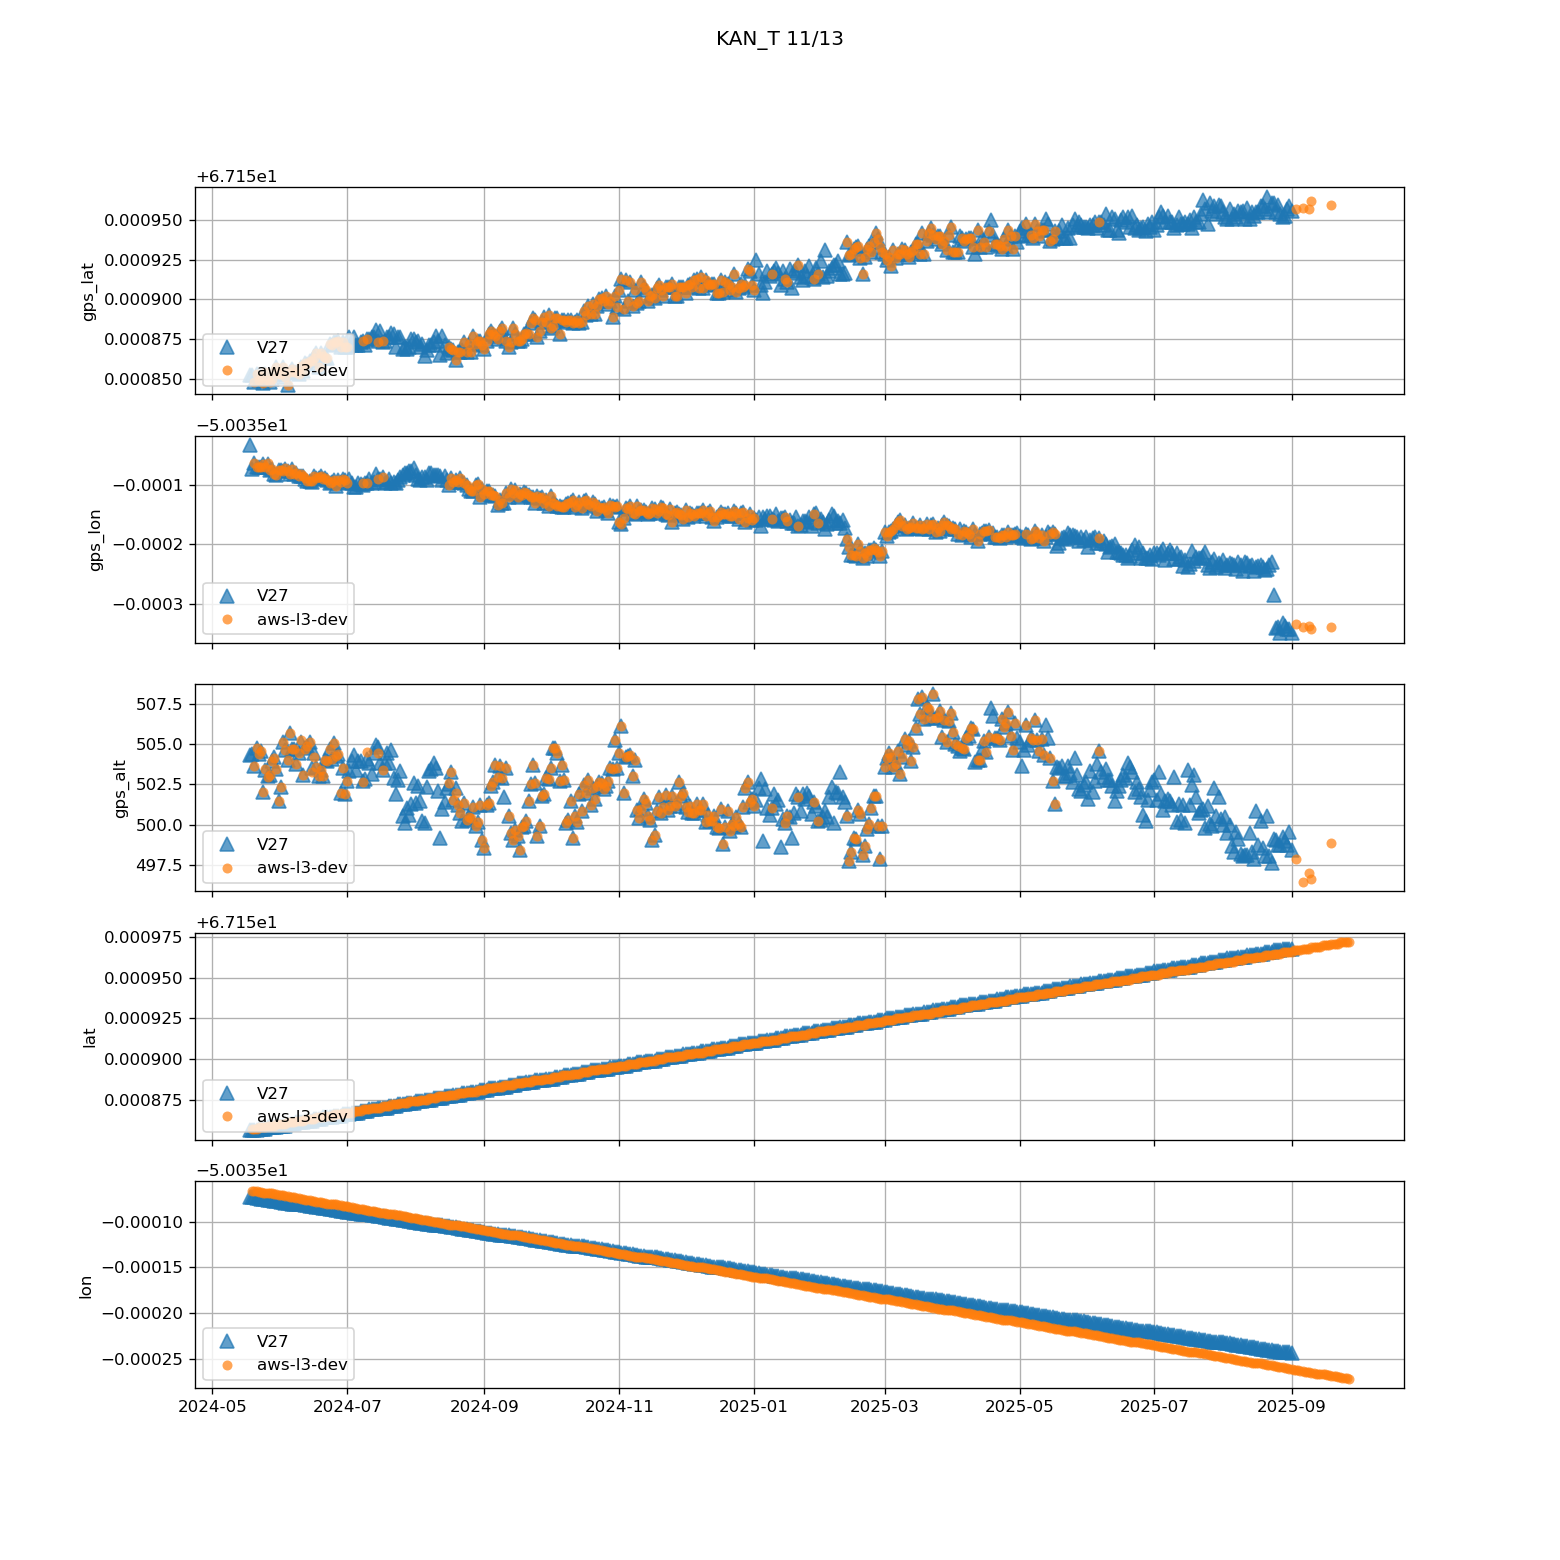 KAN_T 11/13
+6.715e1
0.000950
0.000925
0.000900
0.000875
0.000850
gps_lat
V27
aws-l3-dev
−5.0035e1
−0.0001
−0.0002
−0.0003
gps_lon
V27
aws-l3-dev
507.5
505.0
502.5
500.0
497.5
gps_alt
V27
aws-l3-dev
+6.715e1
0.000975
0.000950
0.000925
0.000900
0.000875
lat
V27
aws-l3-dev
−5.0035e1
−0.00010
−0.00015
−0.00020
−0.00025
lon
V27
aws-l3-dev
2024-05 2024-07 2024-09 2024-11 2025-01 2025-03 2025-05 2025-07 2025-09